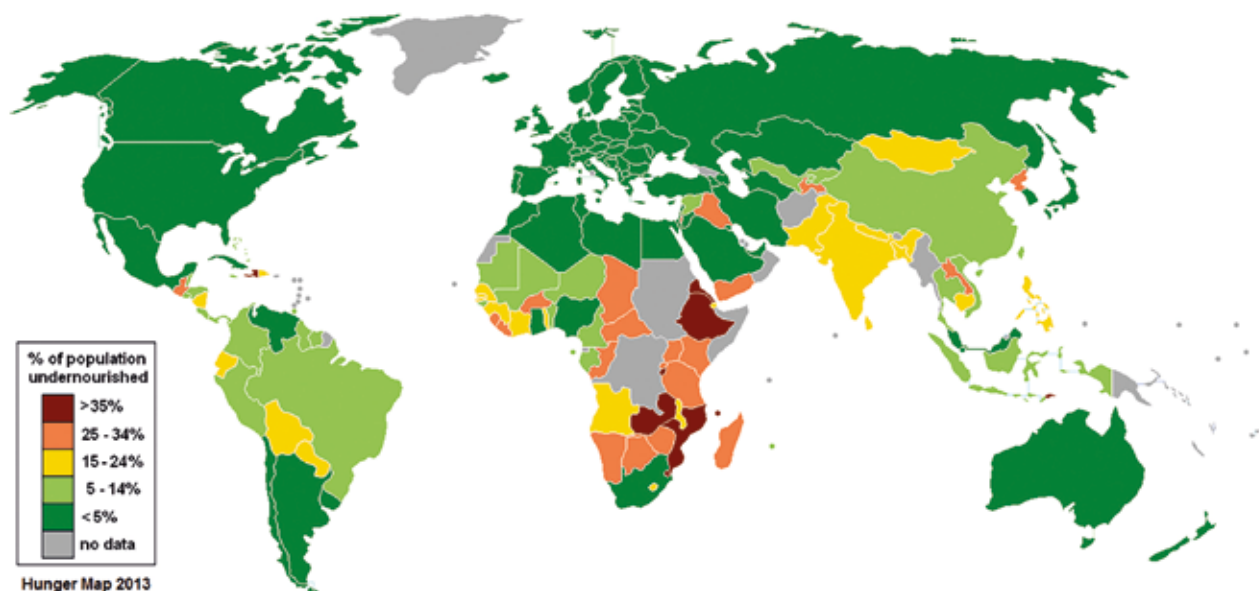 % of population
undernourished
>35%
25 - 34%
15 - 24%
5 - 14%
<5%
no data
Hunger Map 2013